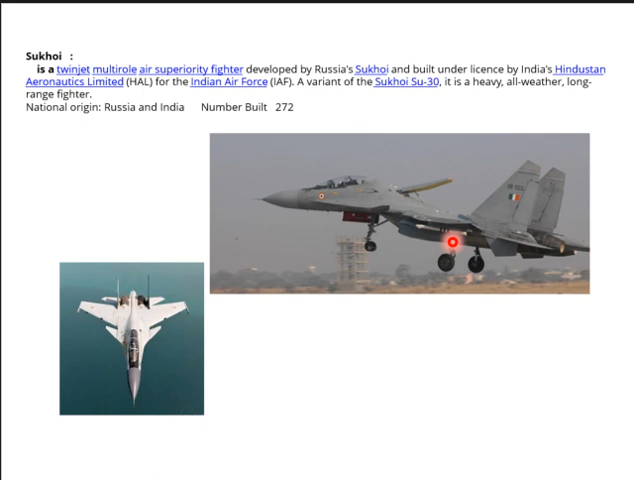 Sukhoi :
is a twinjet multirole air superiority fighter developed by Russia's Sukhoi and built under licence by India's Hindustan
Aeronautics Limited (HAL) for the Indian Air Force (IAF). A variant of the Sukhoi Su-30, it is a heavy, all-weather, long-
range fighter.
National origin: Russia and India Number Built 272